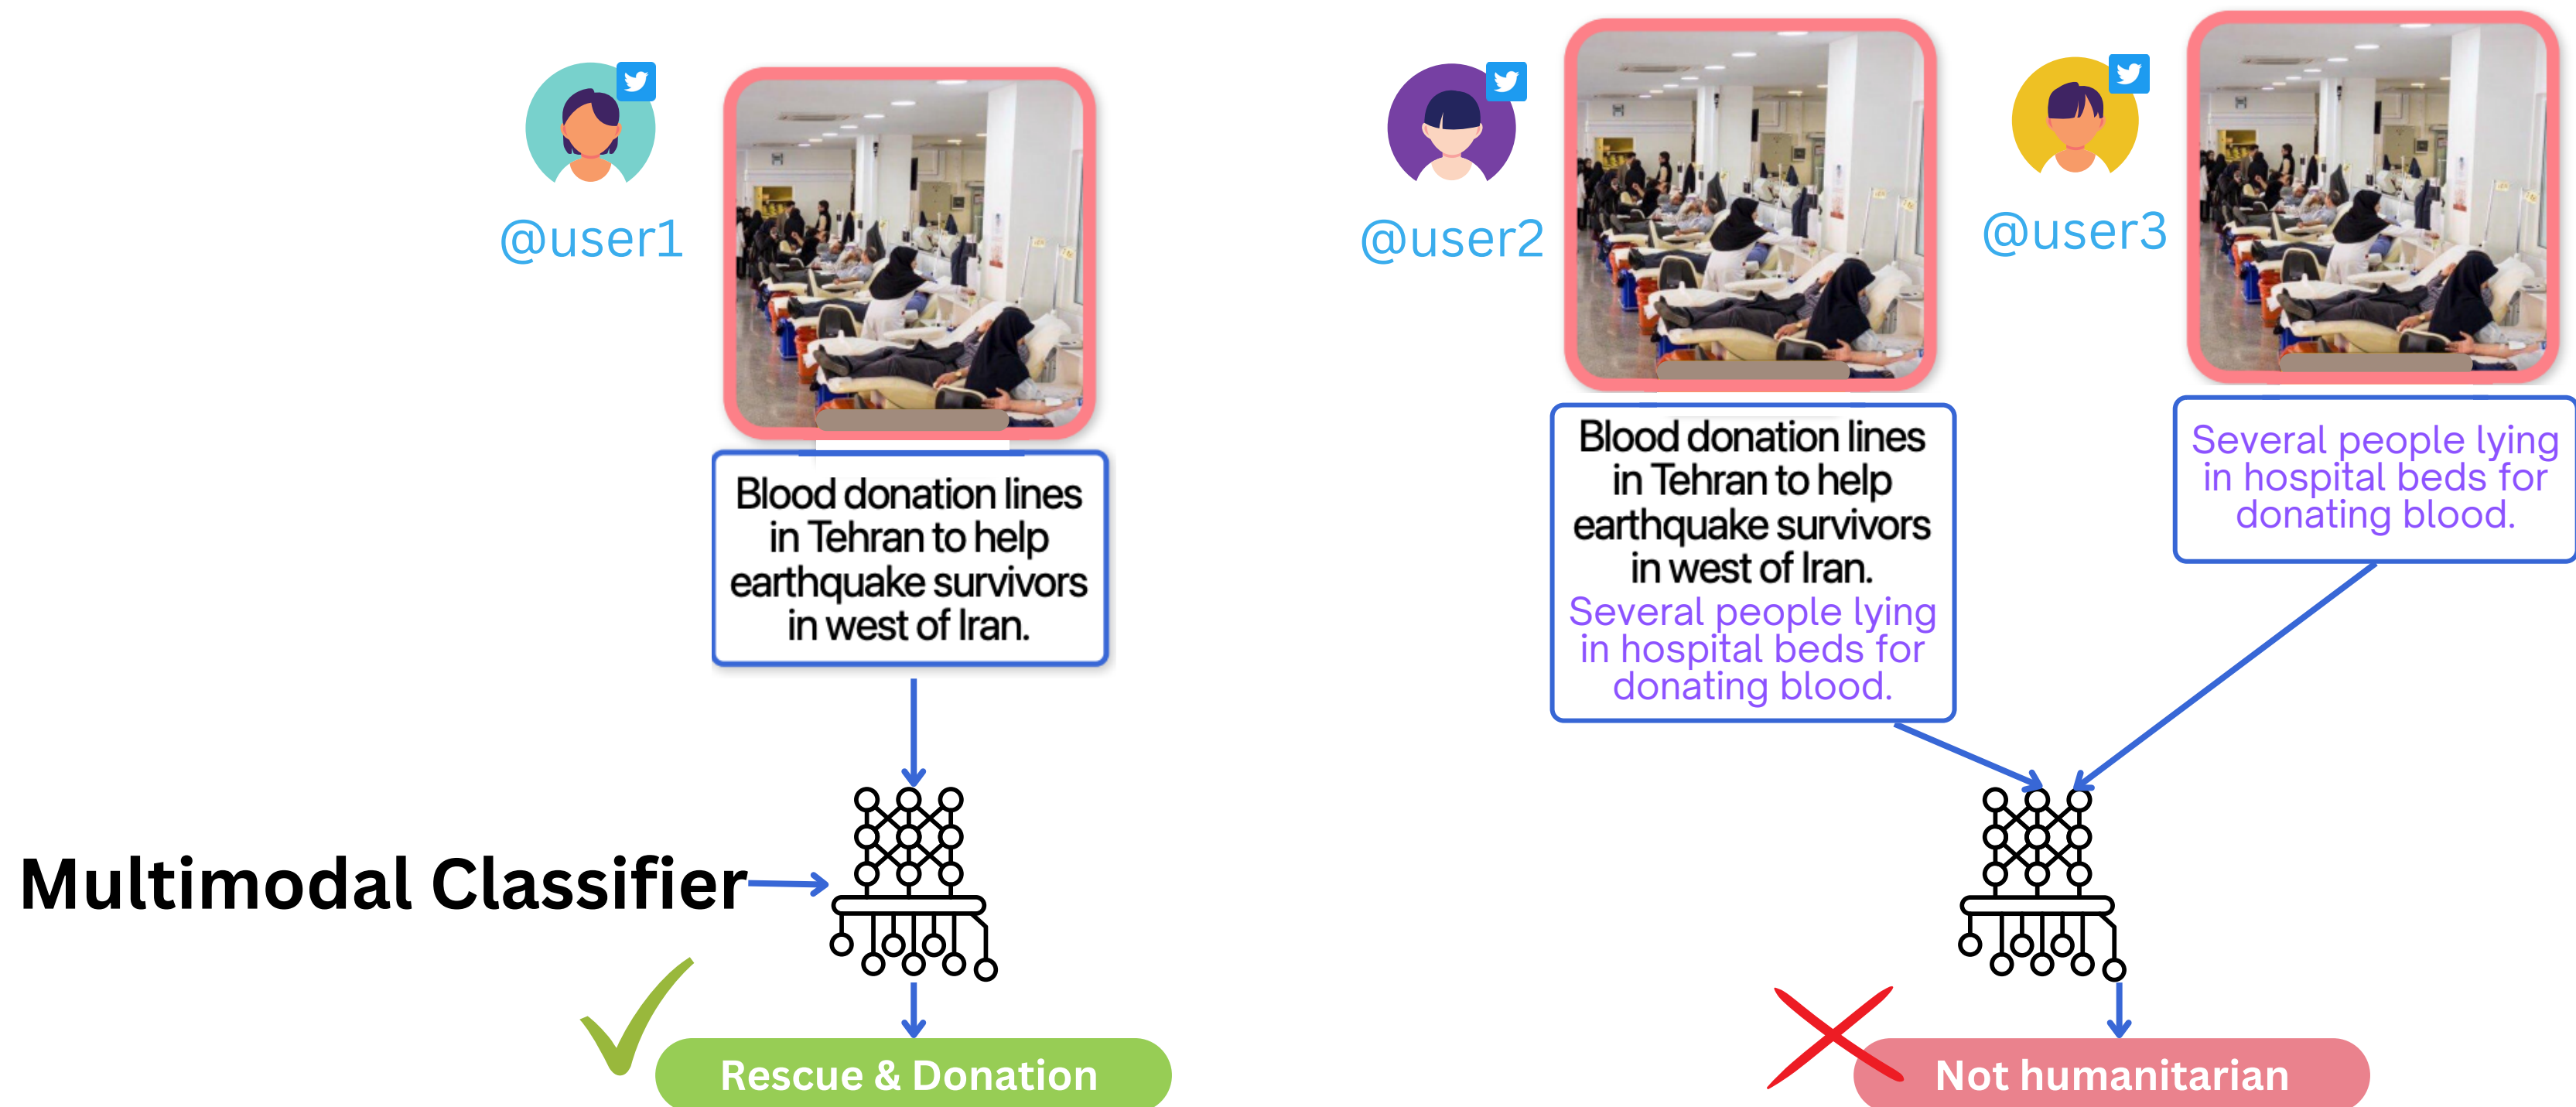 @user1
Blood donation lines
in Tehran to help
earthquake survivors
in west of Iran.
@user2
Blood donation lines
in Tehran to help
earthquake survivors
in west of Iran.
Several people lying
in hospital beds for
donating blood.
@user3
Several people lying
in hospital beds for
donating blood.
Multimodal Classifier
Rescue & Donation
Not humanitarian